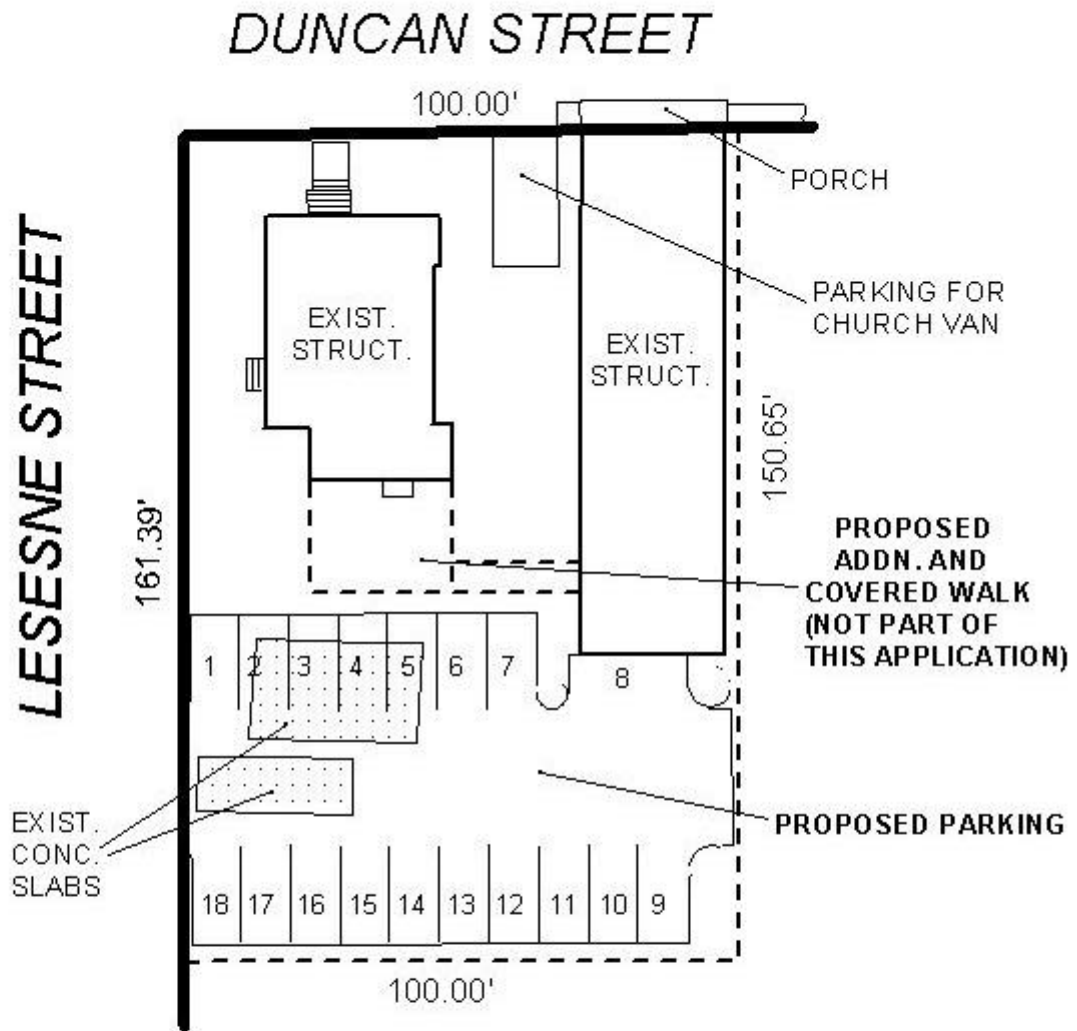 DUNCAN STREET
100.00'
PORCH
PARKING FOR
CHURCH VAN
EXIST.
STRUCT.
EXIST.
STRUCT.
LESESNE STREET
161.39'
150.65'
PROPOSED
ADDN. AND
COVERED WALK
(NOT PART OF
THIS APPLICATION)
1 2 3 4 5 6 7 8
EXIST.
CONC.
SLABS
PROPOSED PARKING
18 17 16 15 14 13 12 11 10 9
100.00'